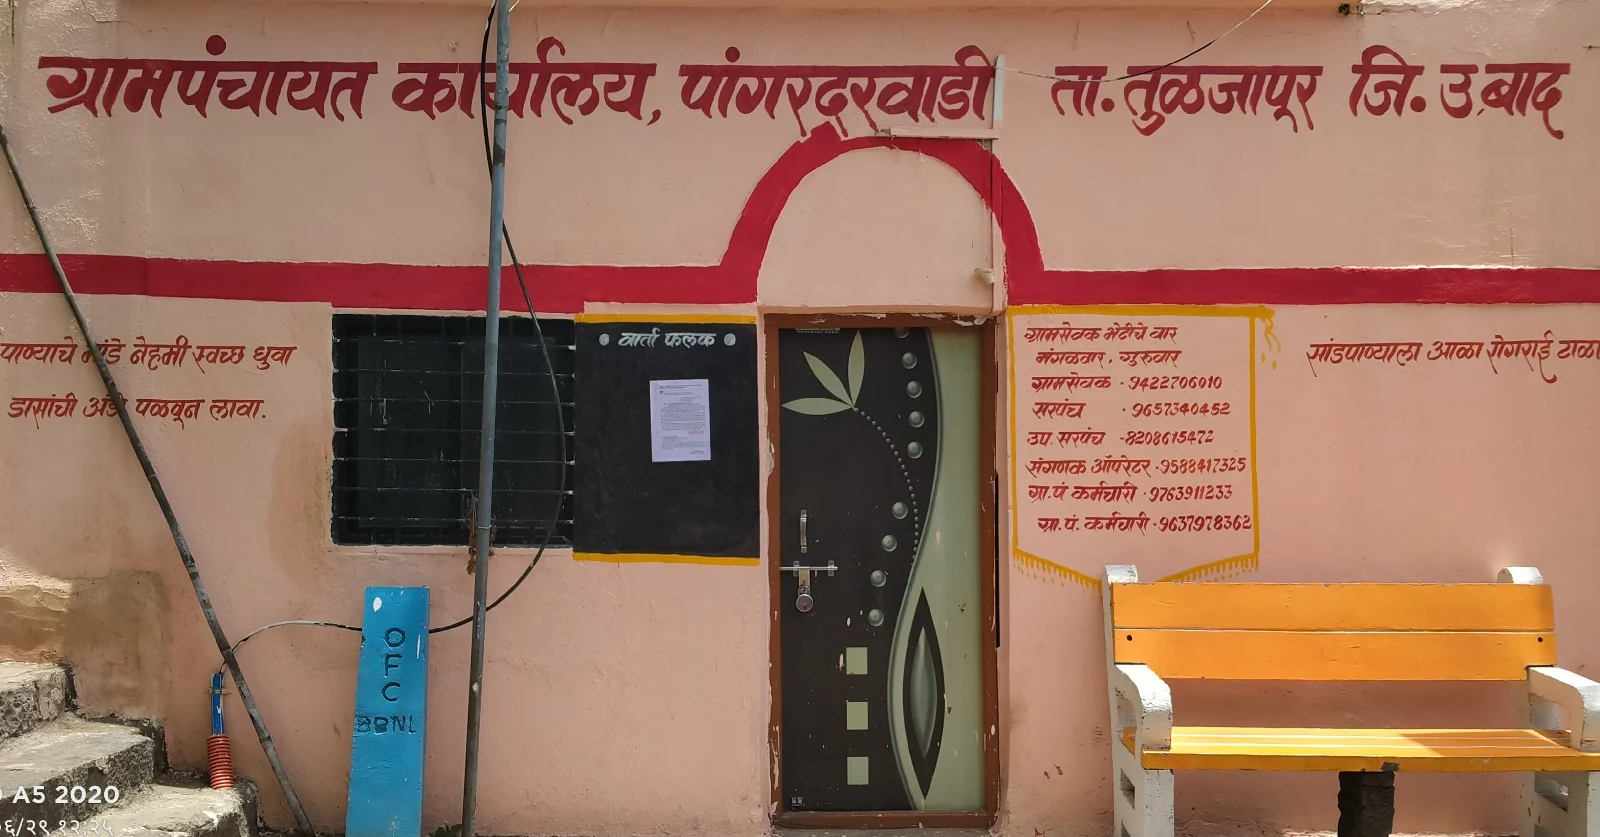 ग्रामपंचायत कार्यालय, पांगरदरवाडी ता. तुळजापूर जि. उ.बाद
पाण्याचे भांडे नेहमी स्वच्छ धुवा
डासांची अंडी पळवून लावा.
वार्ता फलक
ग्रामसेवक भेटीचे वार
मंगळवार, गुरुवार
ग्रामसेवक - 9422706010
सरपंच - 9657340452
उप. सरपंच - 8208615472
संगणक ऑपरेटर - 9588417325
ग्रा.पं कर्मचारी - 9763911233
ग्रा.पं. कर्मचारी - 9637978362
सांडपाण्याला आळा रोगराई टाळा
OFC
BBNL
A5 2020